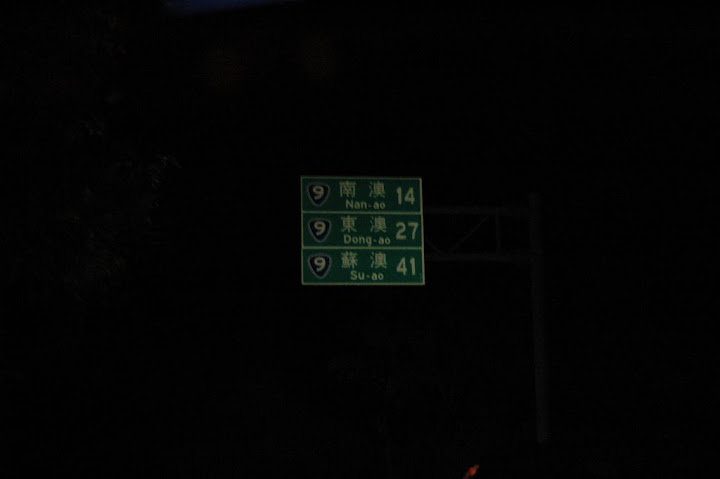 9 南澳 14
Nan-ao
9 東澳 27
Dong-ao
9 蘇澳 41
Su-ao